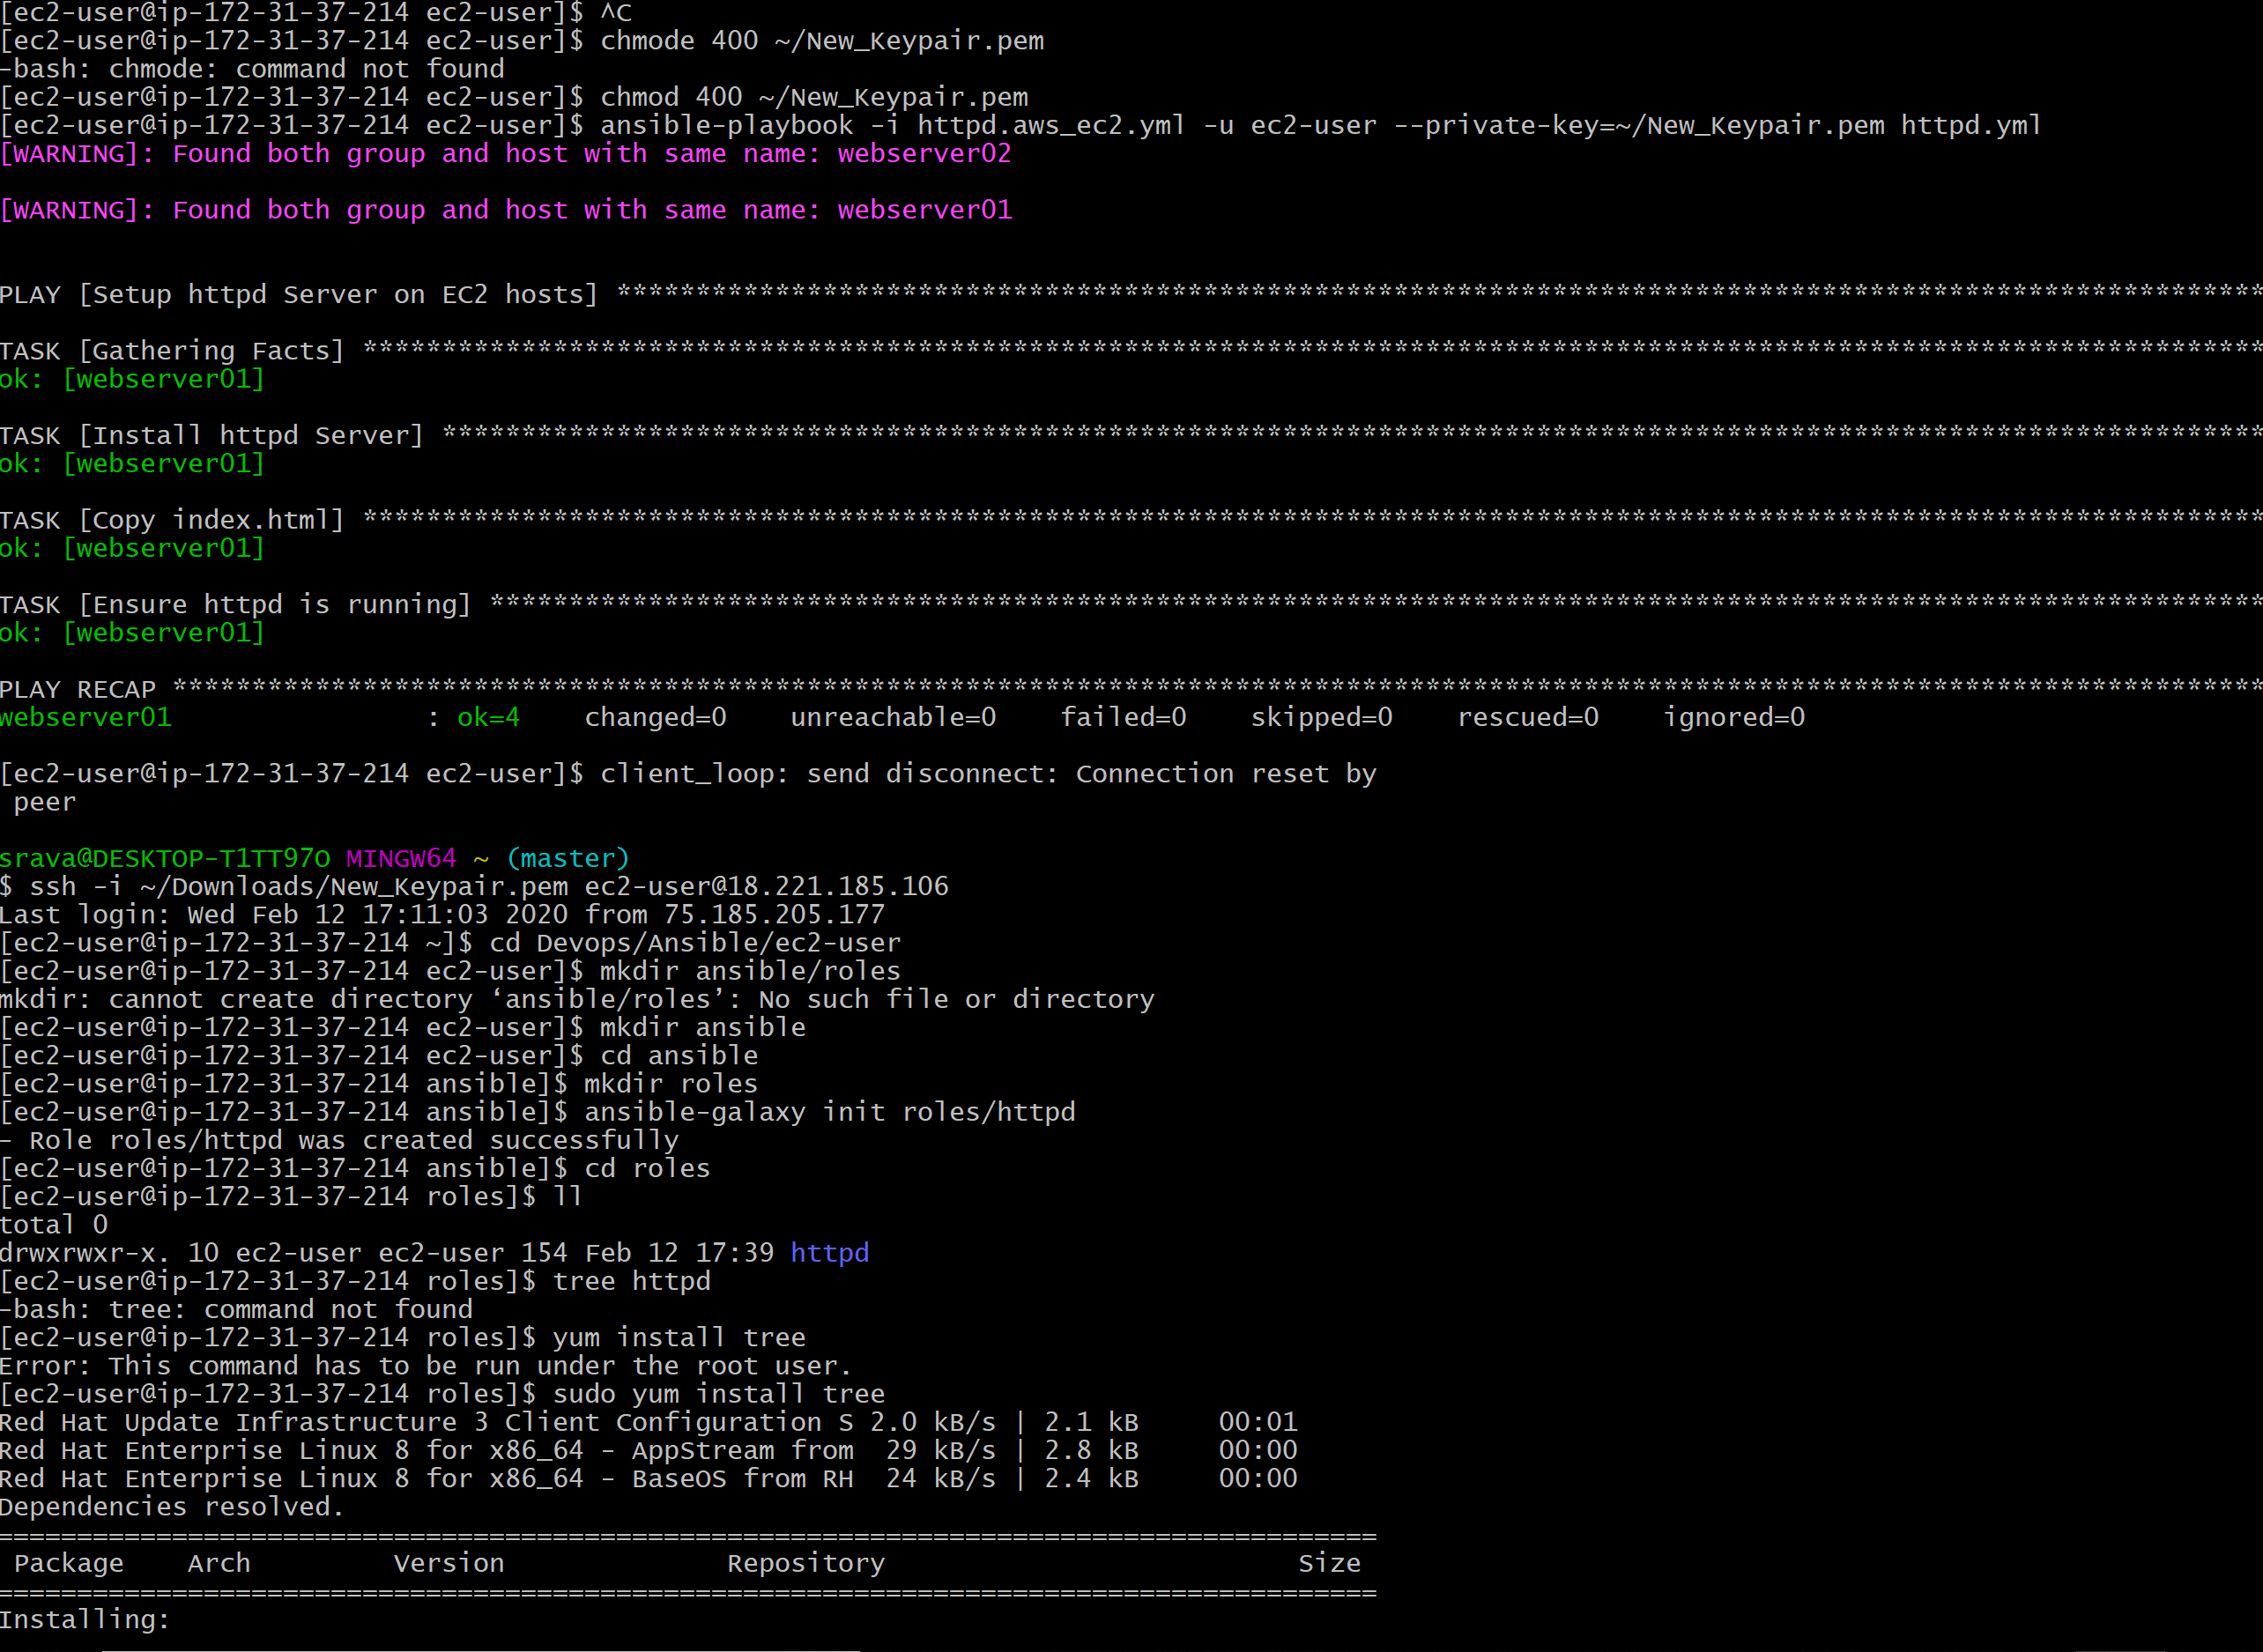 [ec2-user@ip-172-31-37-214 ec2-user]$ ^C
[ec2-user@ip-172-31-37-214 ec2-user]$ chmode 400 ~/New_Keypair.pem
-bash: chmode: command not found
[ec2-user@ip-172-31-37-214 ec2-user]$ chmod 400 ~/New_Keypair.pem
[ec2-user@ip-172-31-37-214 ec2-user]$ ansible-playbook -i httpd.aws_ec2.yml -u ec2-user --private-key=~/New_Keypair.pem httpd.yml
[WARNING]: Found both group and host with same name: webserver02
[WARNING]: Found both group and host with same name: webserver01
PLAY [Setup httpd Server on EC2 hosts] ********************************************************************************************************
TASK [Gathering Facts] ************************************************************************************************************************
ok: [webserver01]
TASK [Install httpd Server] *******************************************************************************************************************
ok: [webserver01]
TASK [Copy index.html] ************************************************************************************************************************
ok: [webserver01]
TASK [Ensure httpd is running] ****************************************************************************************************************
ok: [webserver01]
PLAY RECAP ************************************************************************************************************************************
webserver01                : ok=4    changed=0    unreachable=0    failed=0    skipped=0    rescued=0    ignored=0
[ec2-user@ip-172-31-37-214 ec2-user]$ client_loop: send disconnect: Connection reset by
 peer
srava@DESKTOP-T1TT97O MINGW64 ~ (master)
$ ssh -i ~/Downloads/New_Keypair.pem ec2-user@18.221.185.106
Last login: Wed Feb 12 17:11:03 2020 from 75.185.205.177
[ec2-user@ip-172-31-37-214 ~]$ cd Devops/Ansible/ec2-user
[ec2-user@ip-172-31-37-214 ec2-user]$ mkdir ansible/roles
mkdir: cannot create directory ‘ansible/roles’: No such file or directory
[ec2-user@ip-172-31-37-214 ec2-user]$ mkdir ansible
[ec2-user@ip-172-31-37-214 ec2-user]$ cd ansible
[ec2-user@ip-172-31-37-214 ansible]$ mkdir roles
[ec2-user@ip-172-31-37-214 ansible]$ ansible-galaxy init roles/httpd
- Role roles/httpd was created successfully
[ec2-user@ip-172-31-37-214 ansible]$ cd roles
[ec2-user@ip-172-31-37-214 roles]$ ll
total 0
drwxrwxr-x. 10 ec2-user ec2-user 154 Feb 12 17:39 httpd
[ec2-user@ip-172-31-37-214 roles]$ tree httpd
-bash: tree: command not found
[ec2-user@ip-172-31-37-214 roles]$ yum install tree
Error: This command has to be run under the root user.
[ec2-user@ip-172-31-37-214 roles]$ sudo yum install tree
Red Hat Update Infrastructure 3 Client Configuration S 2.0 kB/s | 2.1 kB     00:01
Red Hat Enterprise Linux 8 for x86_64 - AppStream from  29 kB/s | 2.8 kB     00:00
Red Hat Enterprise Linux 8 for x86_64 - BaseOS from RH  24 kB/s | 2.4 kB     00:00
Dependencies resolved.
=======================================================================================
 Package    Arch         Version              Repository                          Size
=======================================================================================
Installing: